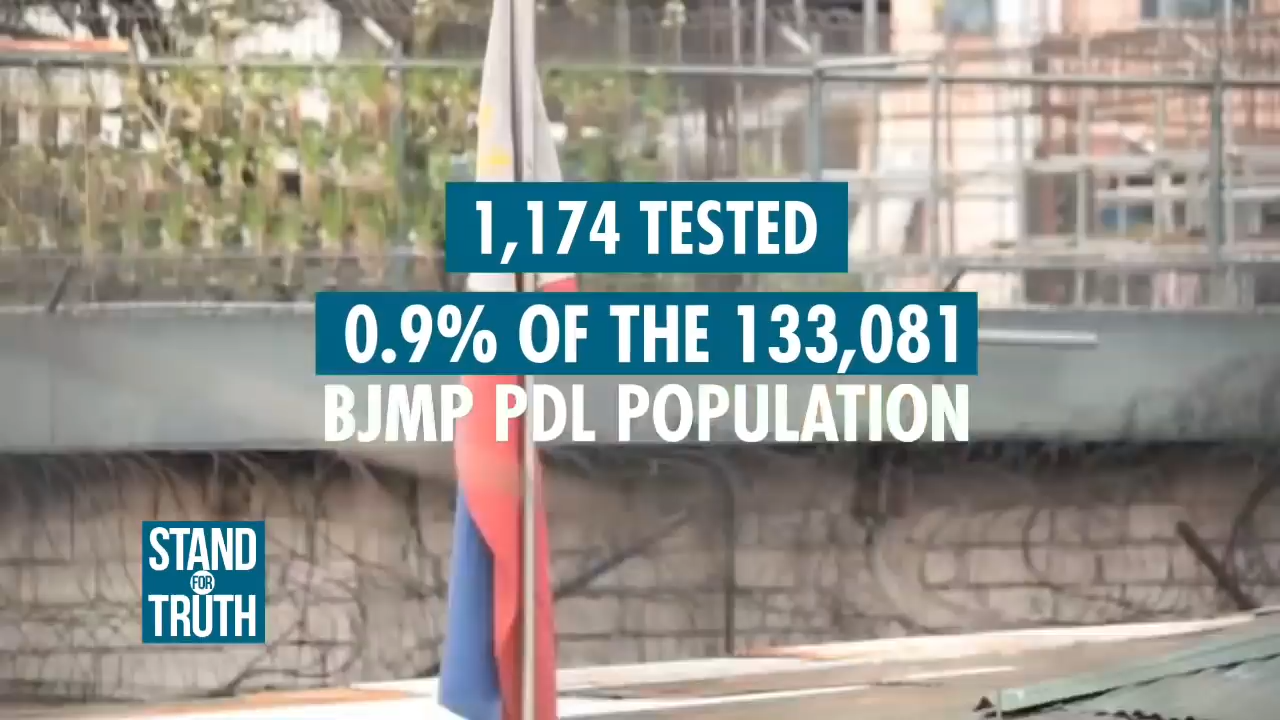 1,174 TESTED
0.9% OF THE 133,081
BJMP PDL POPULATION
STAND
FOR
TRUTH